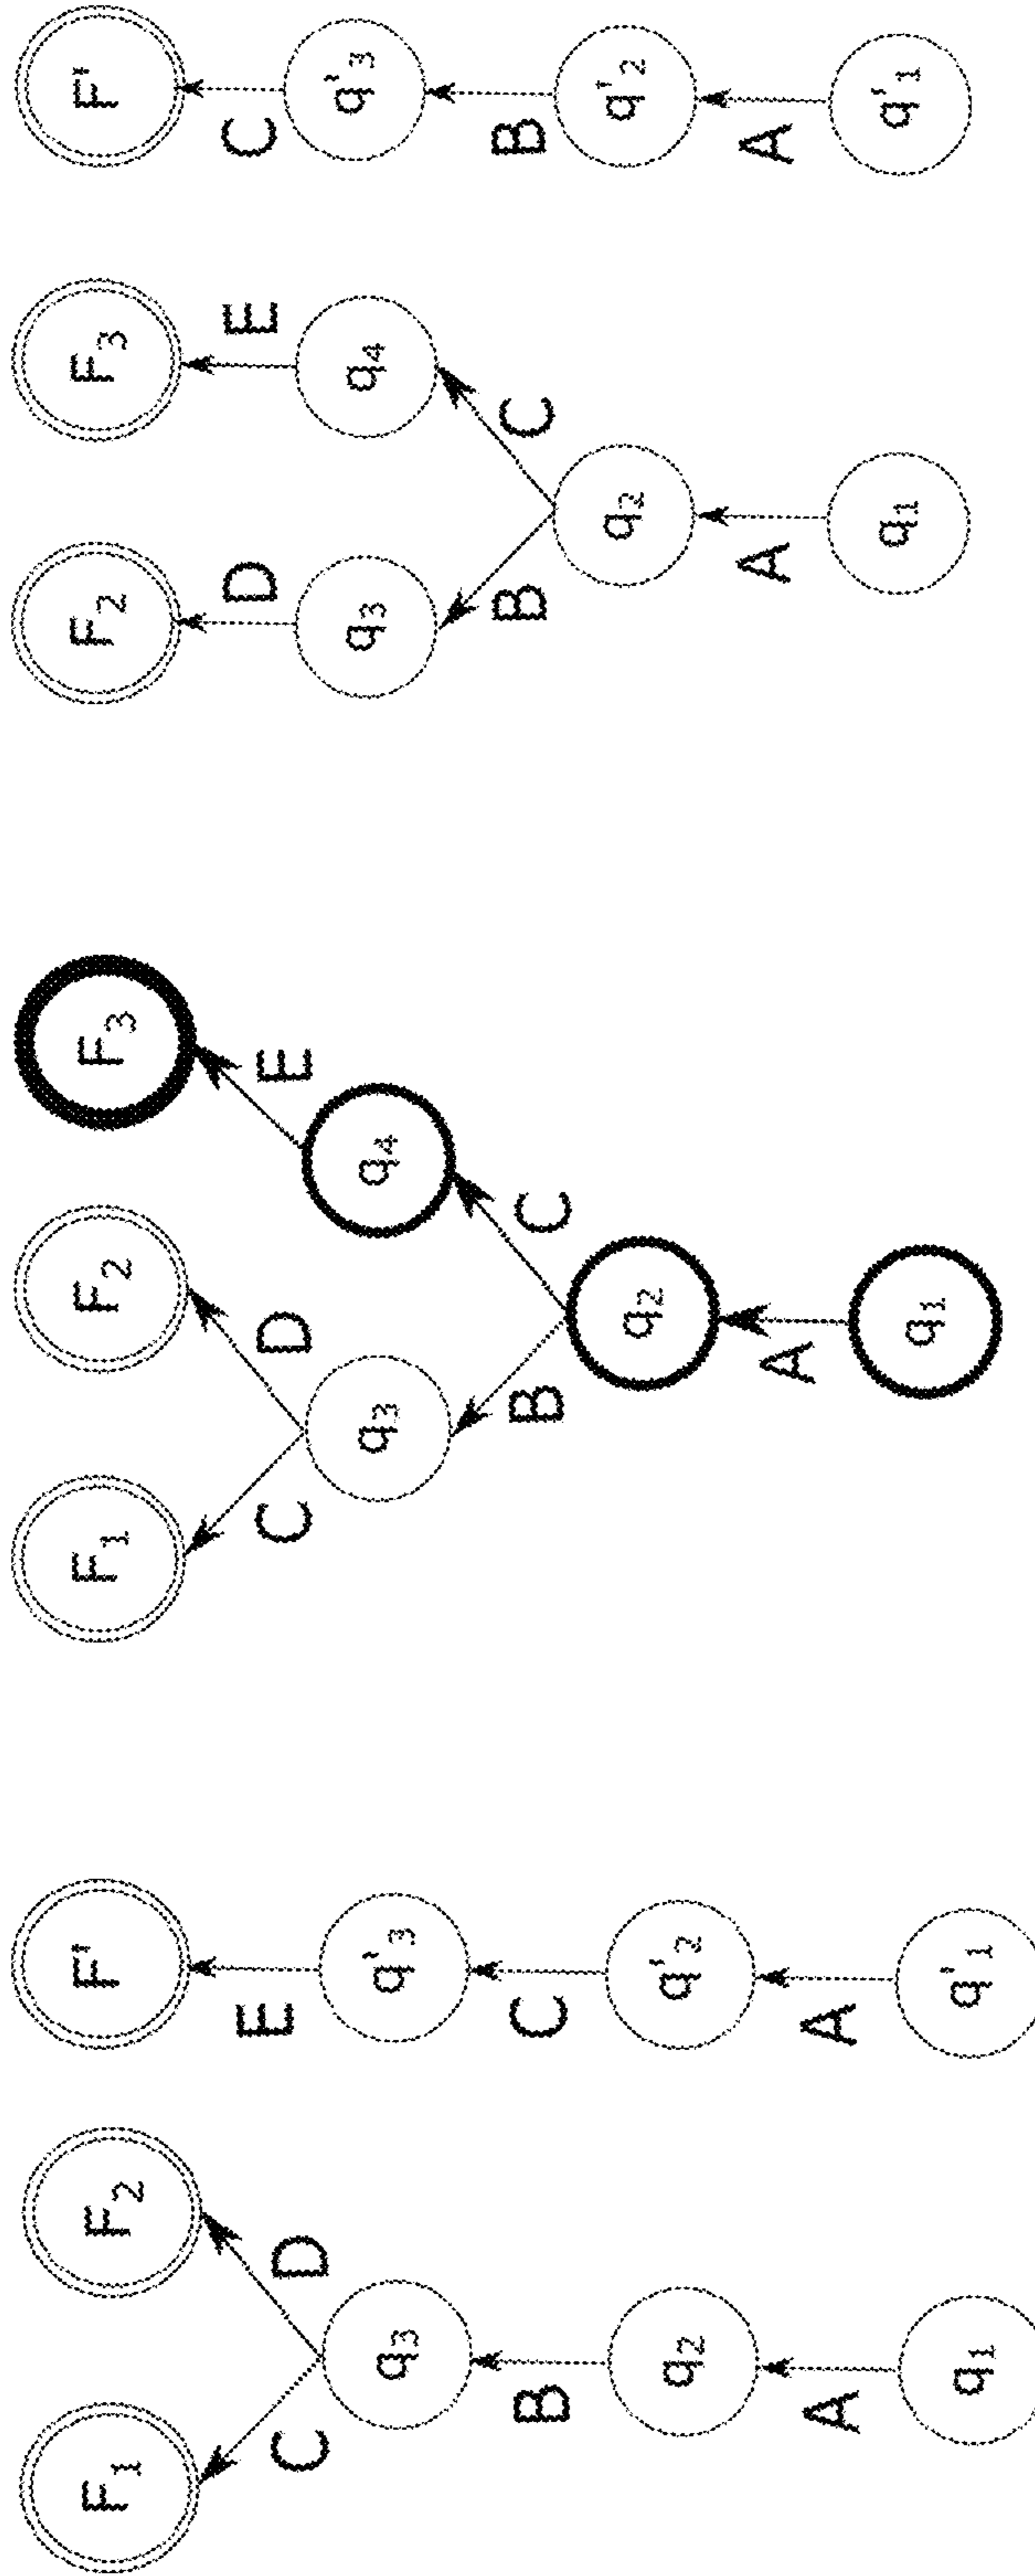 F₁ F₂ F' F₁ F₂ F₃ F₂ F₃ F'
C D E C D E D E C
q₃ q'₃ q₃ q₄ q₃ q₄ q'₃
B C B C B C B
q₂ q'₂ q₂ q₂ q'₂
A A A A A
q₁ q'₁ q₁ q₁ q'₁